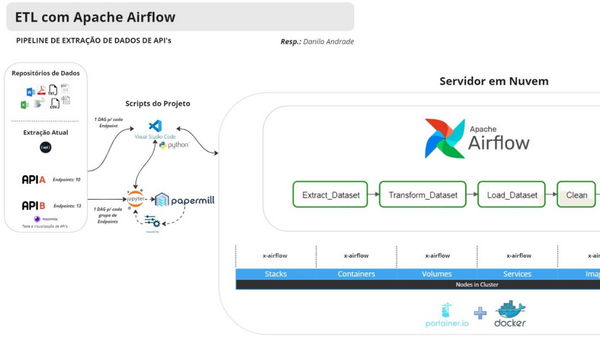 ETL com Apache Airflow
PIPELINE DE EXTRAÇÃO DE DADOS DE API's
Resp.: Danilo Andrade
Repositórios de Dados
Extração Atual
API A
Endpoints: 10
API B
Endpoints: 13
Insomnia
Teste e visualização de API's
Scripts do Projeto
1 DAG p/ cada
Endpoint
Visual Studio Code
python
jupyter
papermill
1 DAG p/ cada
grupo de
Endpoints
Servidor em Nuvem
Apache
Airflow
Extract_Dataset
Transform_Dataset
Load_Dataset
Clean
x-airflow
x-airflow
x-airflow
x-airflow
x-airflow
Stacks
Containers
Volumes
Services
Imag
Nodes in Cluster
portainer.io
docker